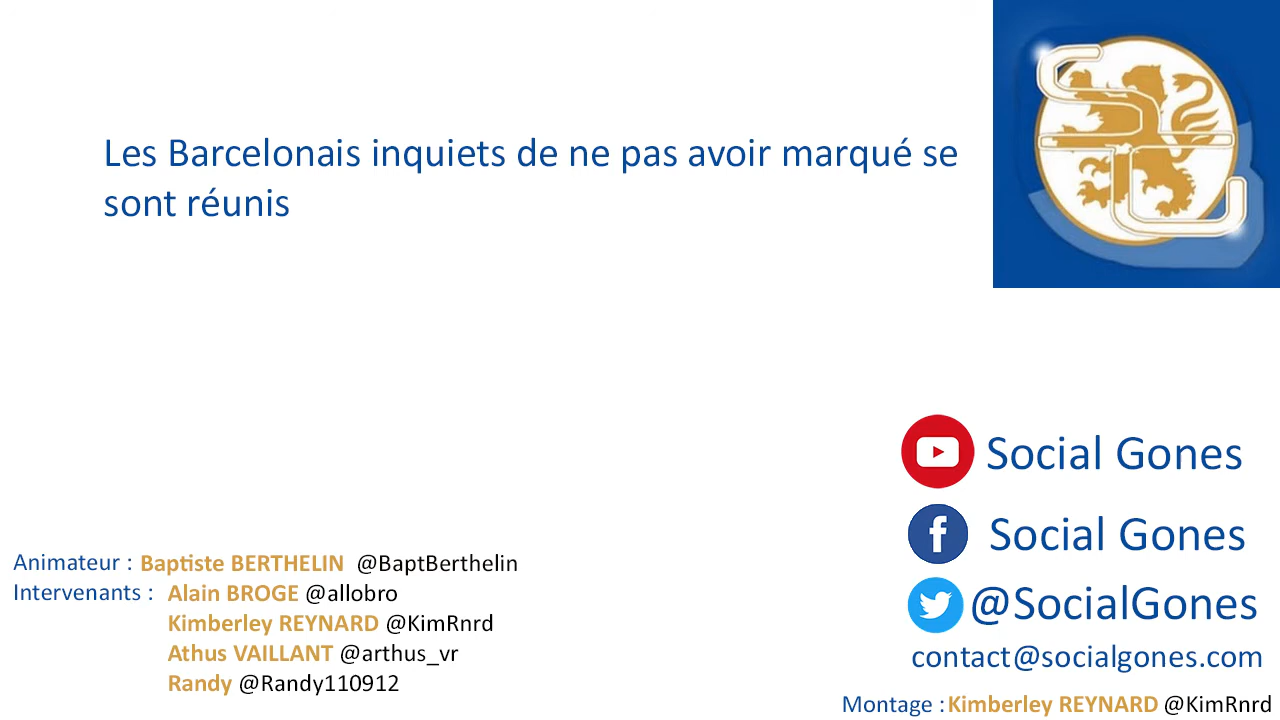 Les Barcelonais inquiets de ne pas avoir marqué se
sont réunis
Social Gones
Social Gones
@SocialGones
contact@socialgones.com
Animateur : Baptiste BERTHELIN @BaptBerthelin
Intervenants : Alain BROGE @allobro
Kimberley REYNARD @KimRnrd
Athus VAILLANT @arthus_vr
Randy @Randy110912
Montage : Kimberley REYNARD @KimRnrd